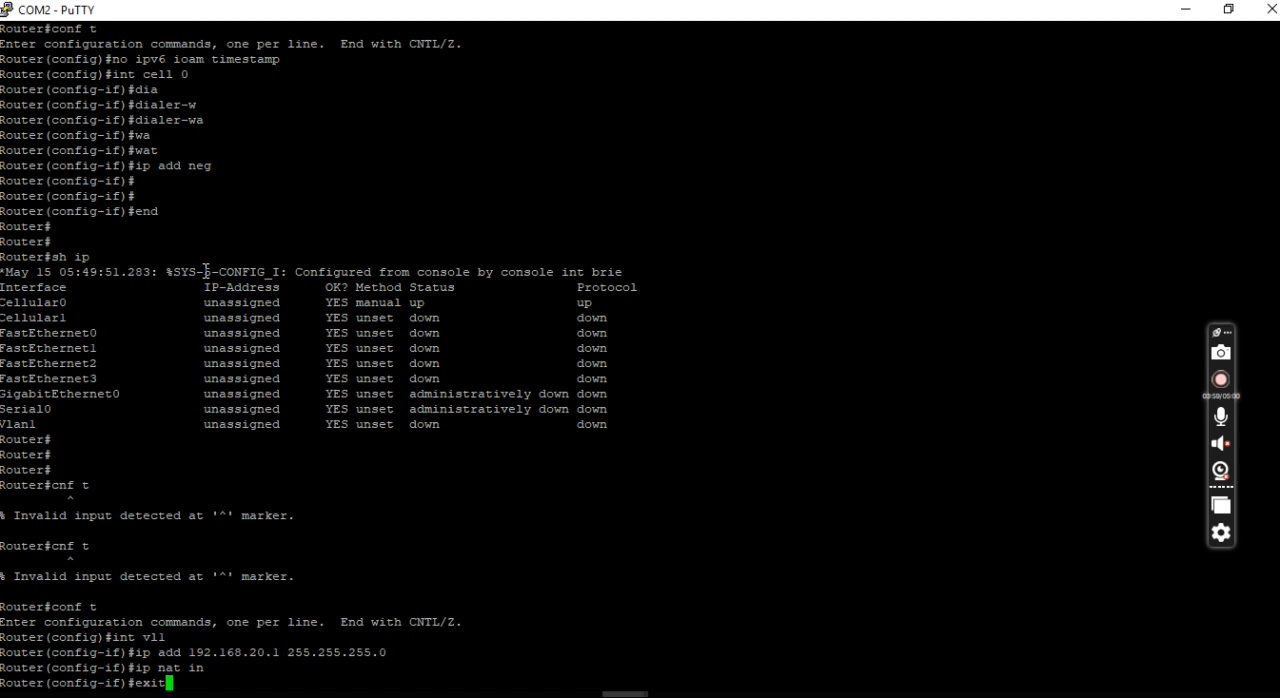 COM2 - PuTTY
Router#conf t
Enter configuration commands, one per line.  End with CNTL/Z.
Router(config)#no ipv6 ioam timestamp
Router(config)#int cell 0
Router(config-if)#dia
Router(config-if)#dialer-w
Router(config-if)#dialer-wa
Router(config-if)#wa
Router(config-if)#wat
Router(config-if)#ip add neg
Router(config-if)#
Router(config-if)#
Router(config-if)#end
Router#
Router#
Router#sh ip
*May 15 05:49:51.283: %SYS-5-CONFIG_I: Configured from console by console int brie
Interface                  IP-Address      OK? Method Status                Protocol
Cellular0                  unassigned      YES manual up                    up
Cellular1                  unassigned      YES unset  down                  down
FastEthernet0              unassigned      YES unset  down                  down
FastEthernet1              unassigned      YES unset  down                  down
FastEthernet2              unassigned      YES unset  down                  down
FastEthernet3              unassigned      YES unset  down                  down
GigabitEthernet0           unassigned      YES unset  administratively down down
Serial0                    unassigned      YES unset  administratively down down
Vlan1                      unassigned      YES unset  down                  down
Router#
Router#
Router#
Router#cnf t
^
% Invalid input detected at '^' marker.
Router#cnf t
^
% Invalid input detected at '^' marker.
Router#conf t
Enter configuration commands, one per line.  End with CNTL/Z.
Router(config)#int vl1
Router(config-if)#ip add 192.168.20.1 255.255.255.0
Router(config-if)#ip nat in
Router(config-if)#exit
03:59/05:00